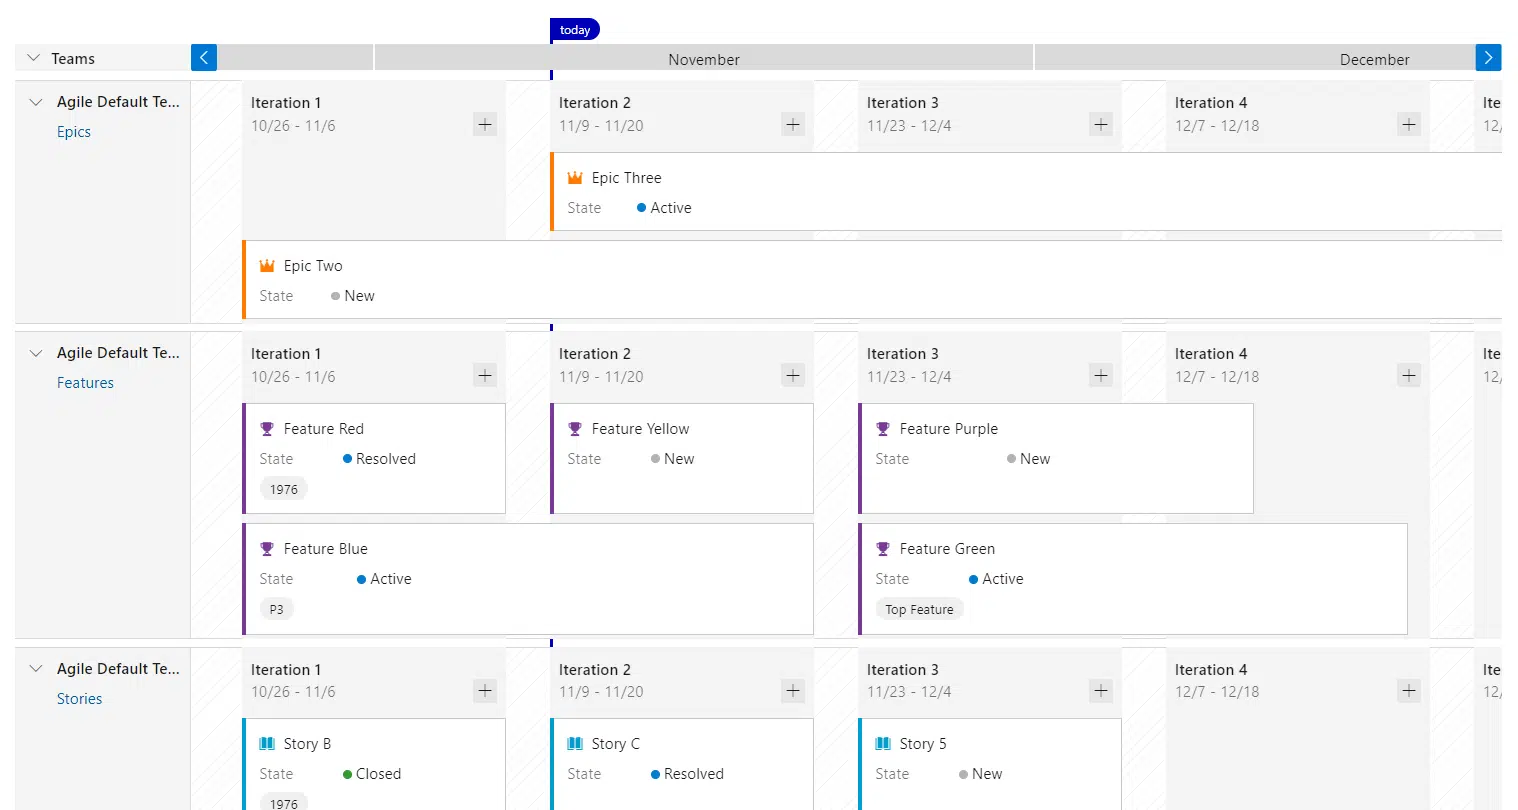 today
Teams
November
December
Agile Default Te...
Epics
Iteration 1
10/26 - 11/6
Iteration 2
11/9 - 11/20
Iteration 3
11/23 - 12/4
Iteration 4
12/7 - 12/18
Ite
12/
Epic Three
State Active
Epic Two
State New
Agile Default Te...
Features
Iteration 1
10/26 - 11/6
Iteration 2
11/9 - 11/20
Iteration 3
11/23 - 12/4
Iteration 4
12/7 - 12/18
Ite
12/
Feature Red
State Resolved
1976
Feature Yellow
State New
Feature Purple
State New
Feature Blue
State Active
P3
Feature Green
State Active
Top Feature
Agile Default Te...
Stories
Iteration 1
10/26 - 11/6
Iteration 2
11/9 - 11/20
Iteration 3
11/23 - 12/4
Iteration 4
12/7 - 12/18
Ite
12/
Story B
State Closed
1976
Story C
State Resolved
Story 5
State New